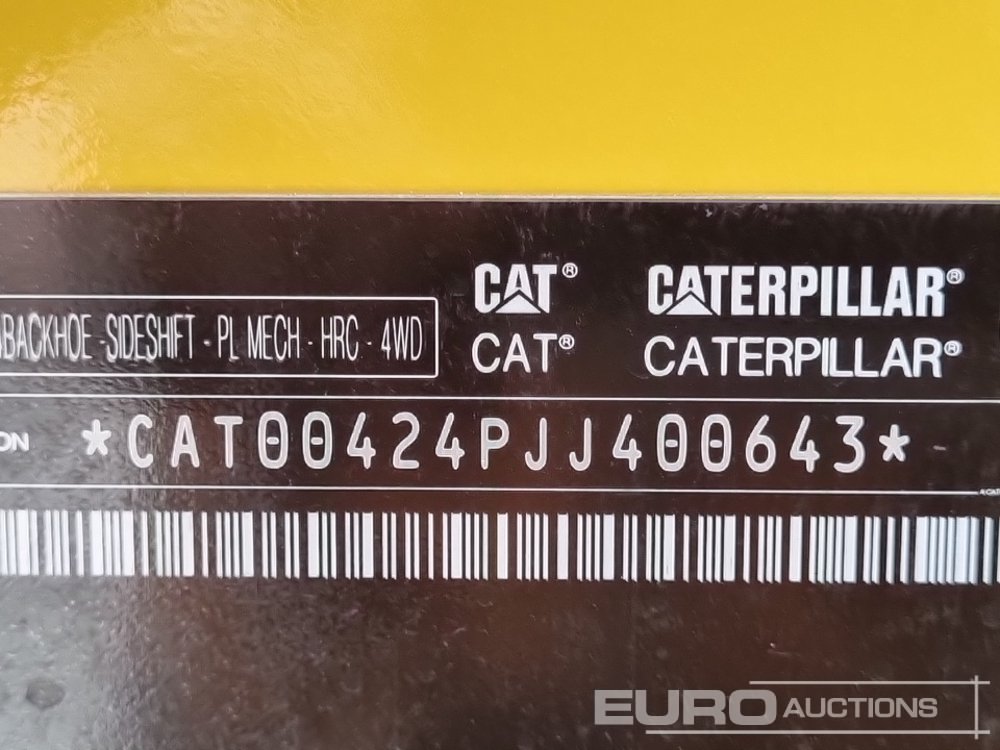 CAT® CATERPILLAR®
BACKHOE -SIDESHIFT - PL MECH - HRC - 4WD
CAT® CATERPILLAR®
ON *CAT00424PJJ400643*
EURO AUCTIONS